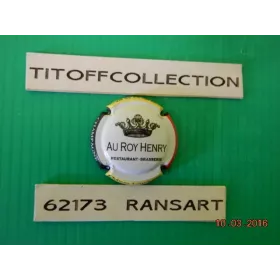 TITOFFCOLLECTION
AU ROY HENRY
RESTAURANT - BRASSERIE
62173 RANSART
10.03.2016